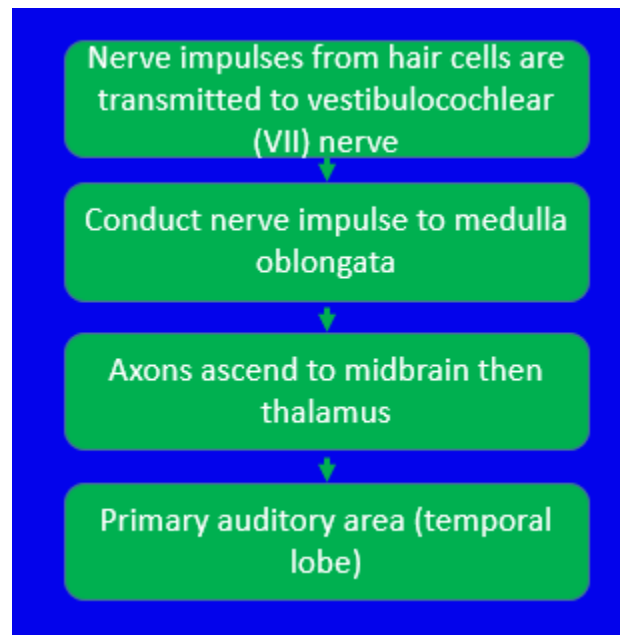 Nerve impulses from hair cells are
transmitted to vestibulocochlear
(VII) nerve
Conduct nerve impulse to medulla
oblongata
Axons ascend to midbrain then
thalamus
Primary auditory area (temporal
lobe)